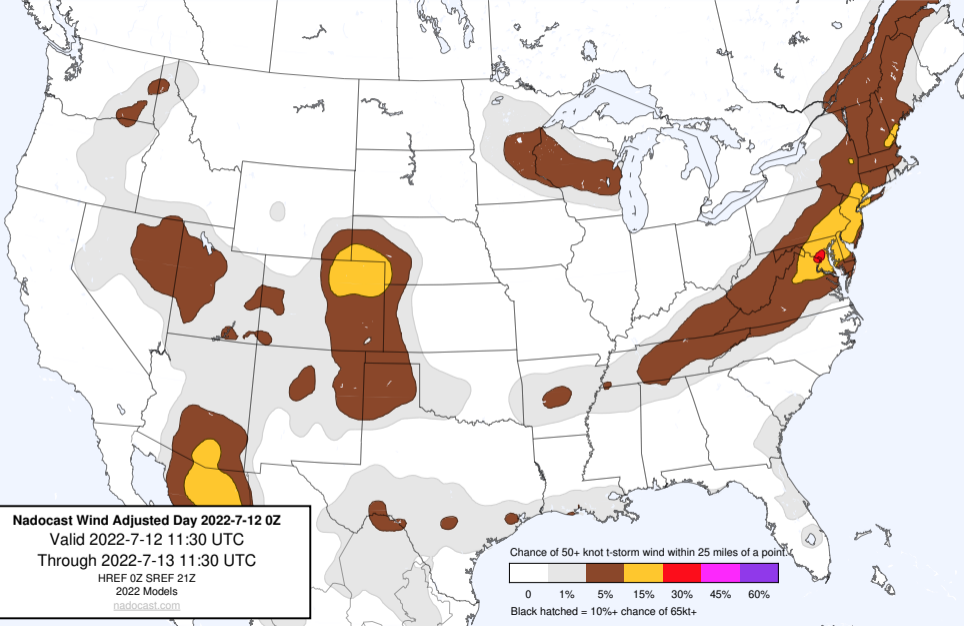 Nadocast Wind Adjusted Day 2022-7-12 0Z
Valid 2022-7-12 11:30 UTC
Through 2022-7-13 11:30 UTC
HREF 0Z SREF 21Z
2022 Models
nadocast.com
Chance of 50+ knot t-storm wind within 25 miles of a point.
0 1% 5% 15% 30% 45% 60%
Black hatched = 10%+ chance of 65kt+